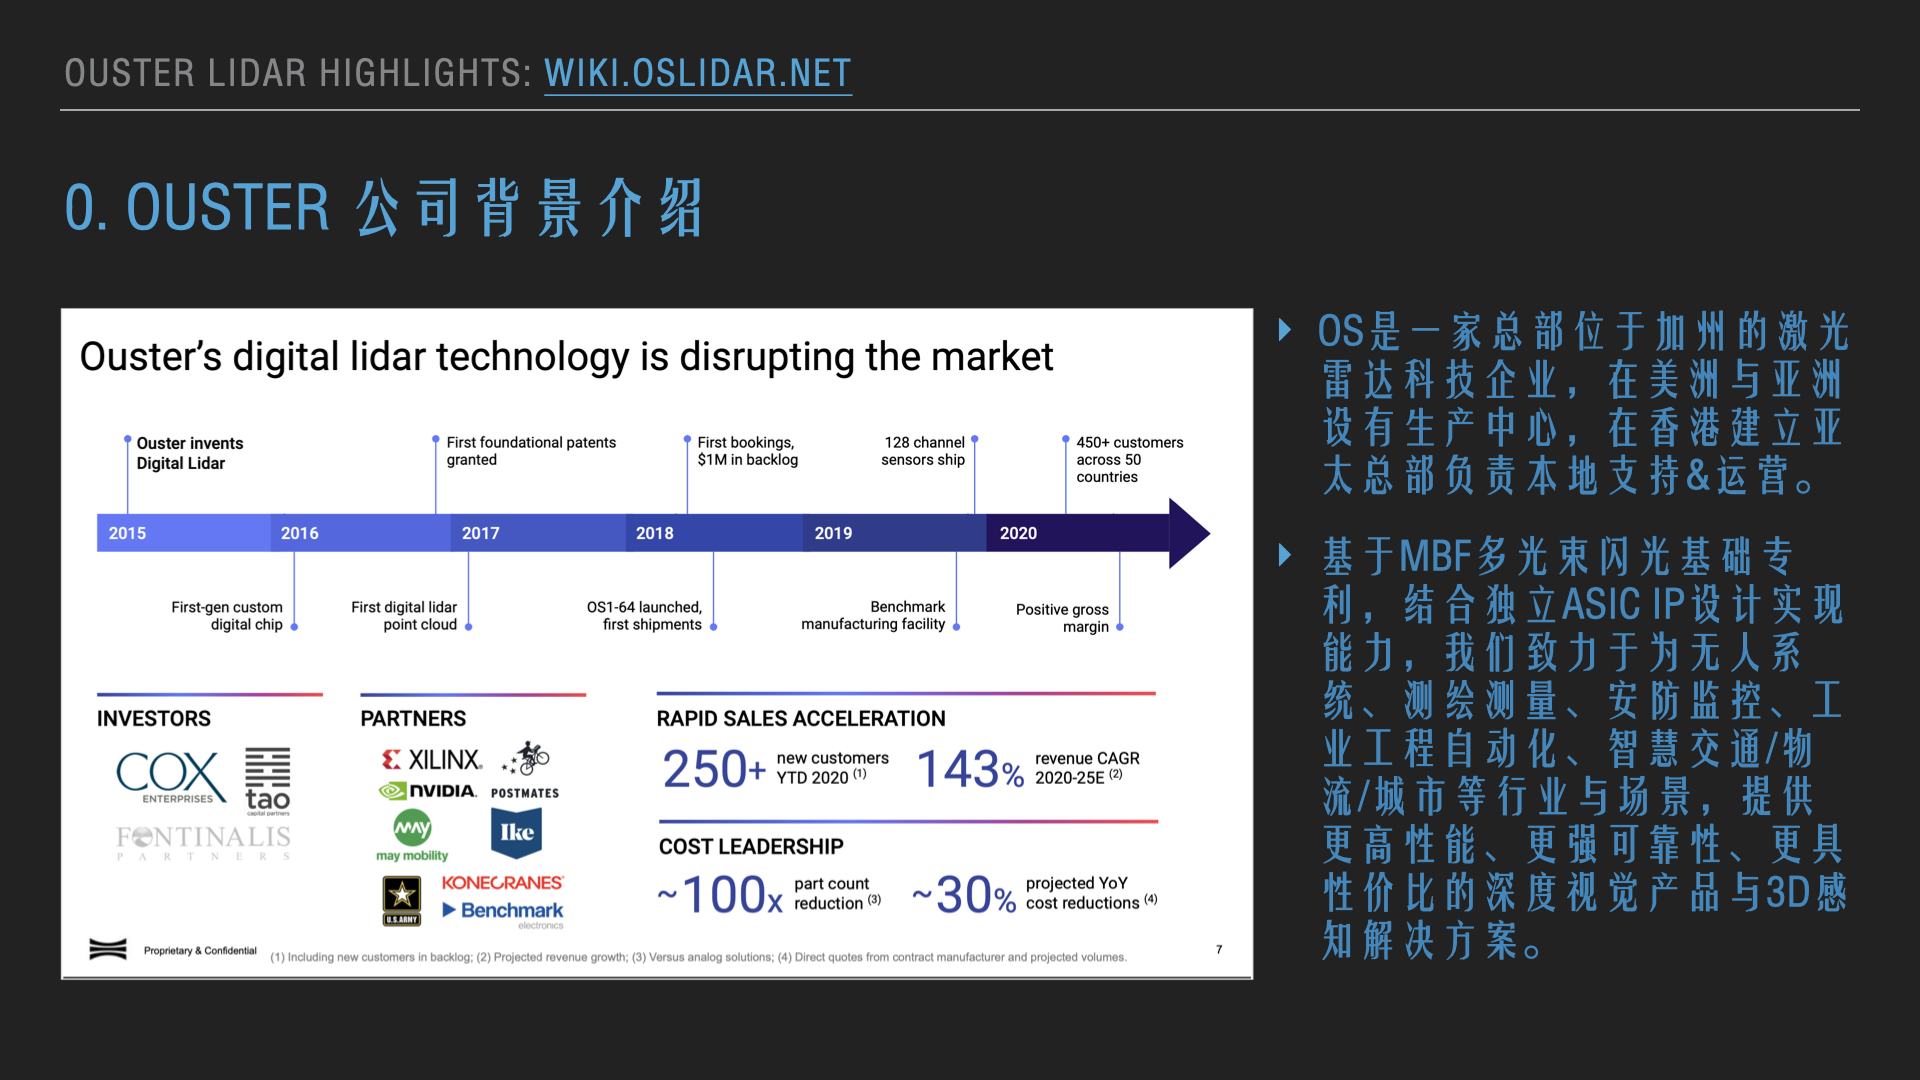 OUSTER LIDAR HIGHLIGHTS: WIKI.OSLIDAR.NET
0. OUSTER 公司背景介绍
Ouster's digital lidar technology is disrupting the market
Ouster invents
Digital Lidar
First foundational patents
granted
First bookings,
$1M in backlog
128 channel
sensors ship
450+ customers
across 50
countries
2015
2016
2017
2018
2019
2020
First-gen custom
digital chip
First digital lidar
point cloud
OS1-64 launched,
first shipments
Benchmark
manufacturing facility
Positive gross
margin
INVESTORS
COX
ENTERPRISES
tao
capital partners
FONTINALIS
PARTNERS
PARTNERS
XILINX
POSTMATES
NVIDIA
may
may mobility
Ike
U.S.ARMY
KONECRANES
Benchmark
electronics
RAPID SALES ACCELERATION
250+ new customers
YTD 2020 (1)
143% revenue CAGR
2020-25E (2)
COST LEADERSHIP
~100x part count
reduction (3)
~30% projected YoY
cost reductions (4)
Proprietary & Confidential
(1) Including new customers in backlog; (2) Projected revenue growth; (3) Versus analog solutions; (4) Direct quotes from contract manufacturer and projected volumes.
7
OS是一家总部位于加州的激光
雷达科技企业，在美洲与亚洲
设有生产中心，在香港建立亚
太总部负责本地支持&运营。
基于MBF多光束闪光基础专
利，结合独立ASIC IP设计实现
能力，我们致力于为无人系
统、测绘测量、安防监控、工
业工程自动化、智慧交通/物
流/城市等行业与场景，提供
更高性能、更强可靠性、更具
性价比的深度视觉产品与3D感
知解决方案。